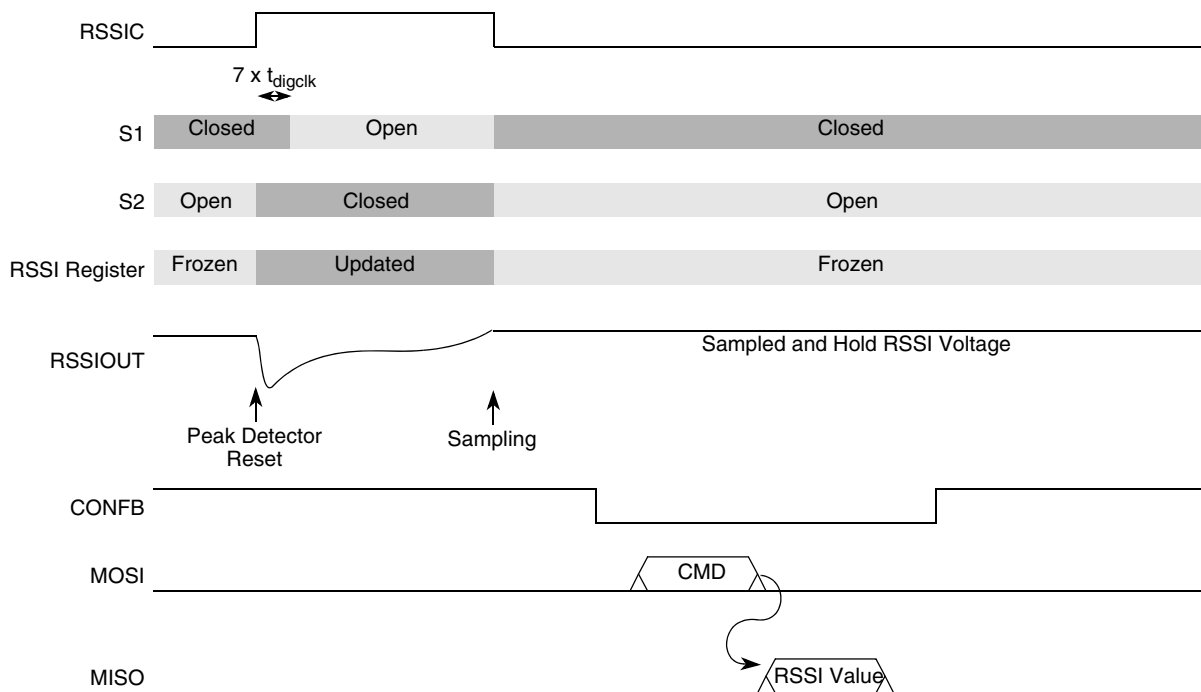 RSSIC
7 x tdigclk
S1 Closed Open Closed
S2 Open Closed Open
RSSI Register Frozen Updated Frozen
RSSIOUT Sampled and Hold RSSI Voltage
Peak Detector
Reset
Sampling
CONFB
MOSI CMD
MISO RSSI Value